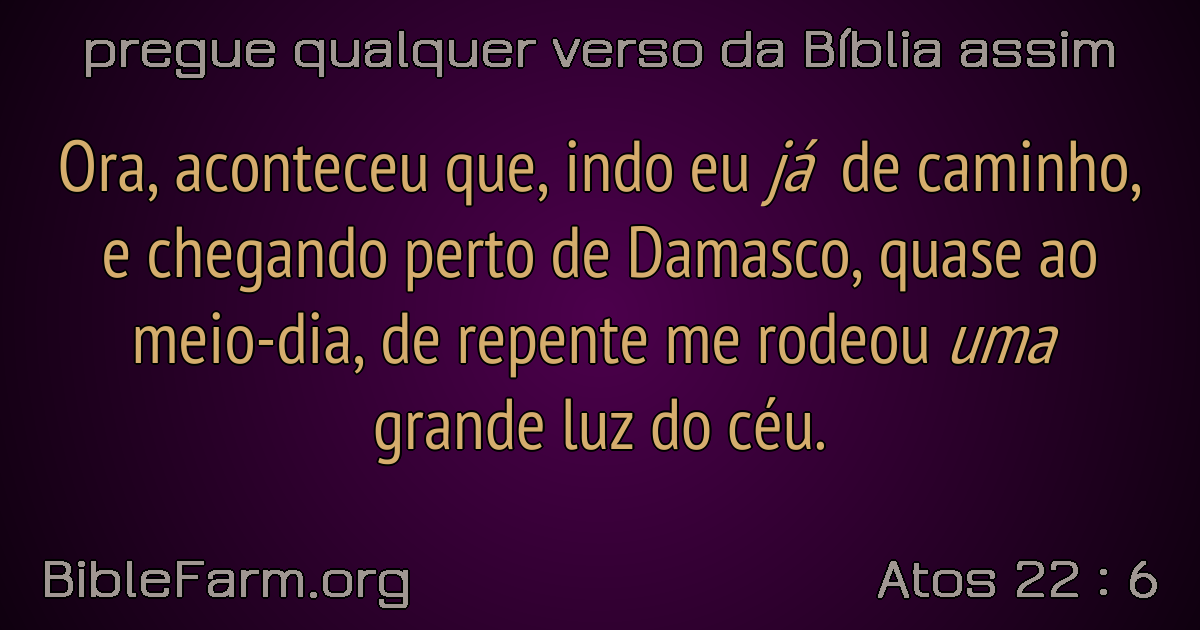 pregue qualquer verso da Bíblia assim
Ora, aconteceu que, indo eu já de caminho,
e chegando perto de Damasco, quase ao
meio-dia, de repente me rodeou uma
grande luz do céu.
BibleFarm.org
Atos 22 : 6